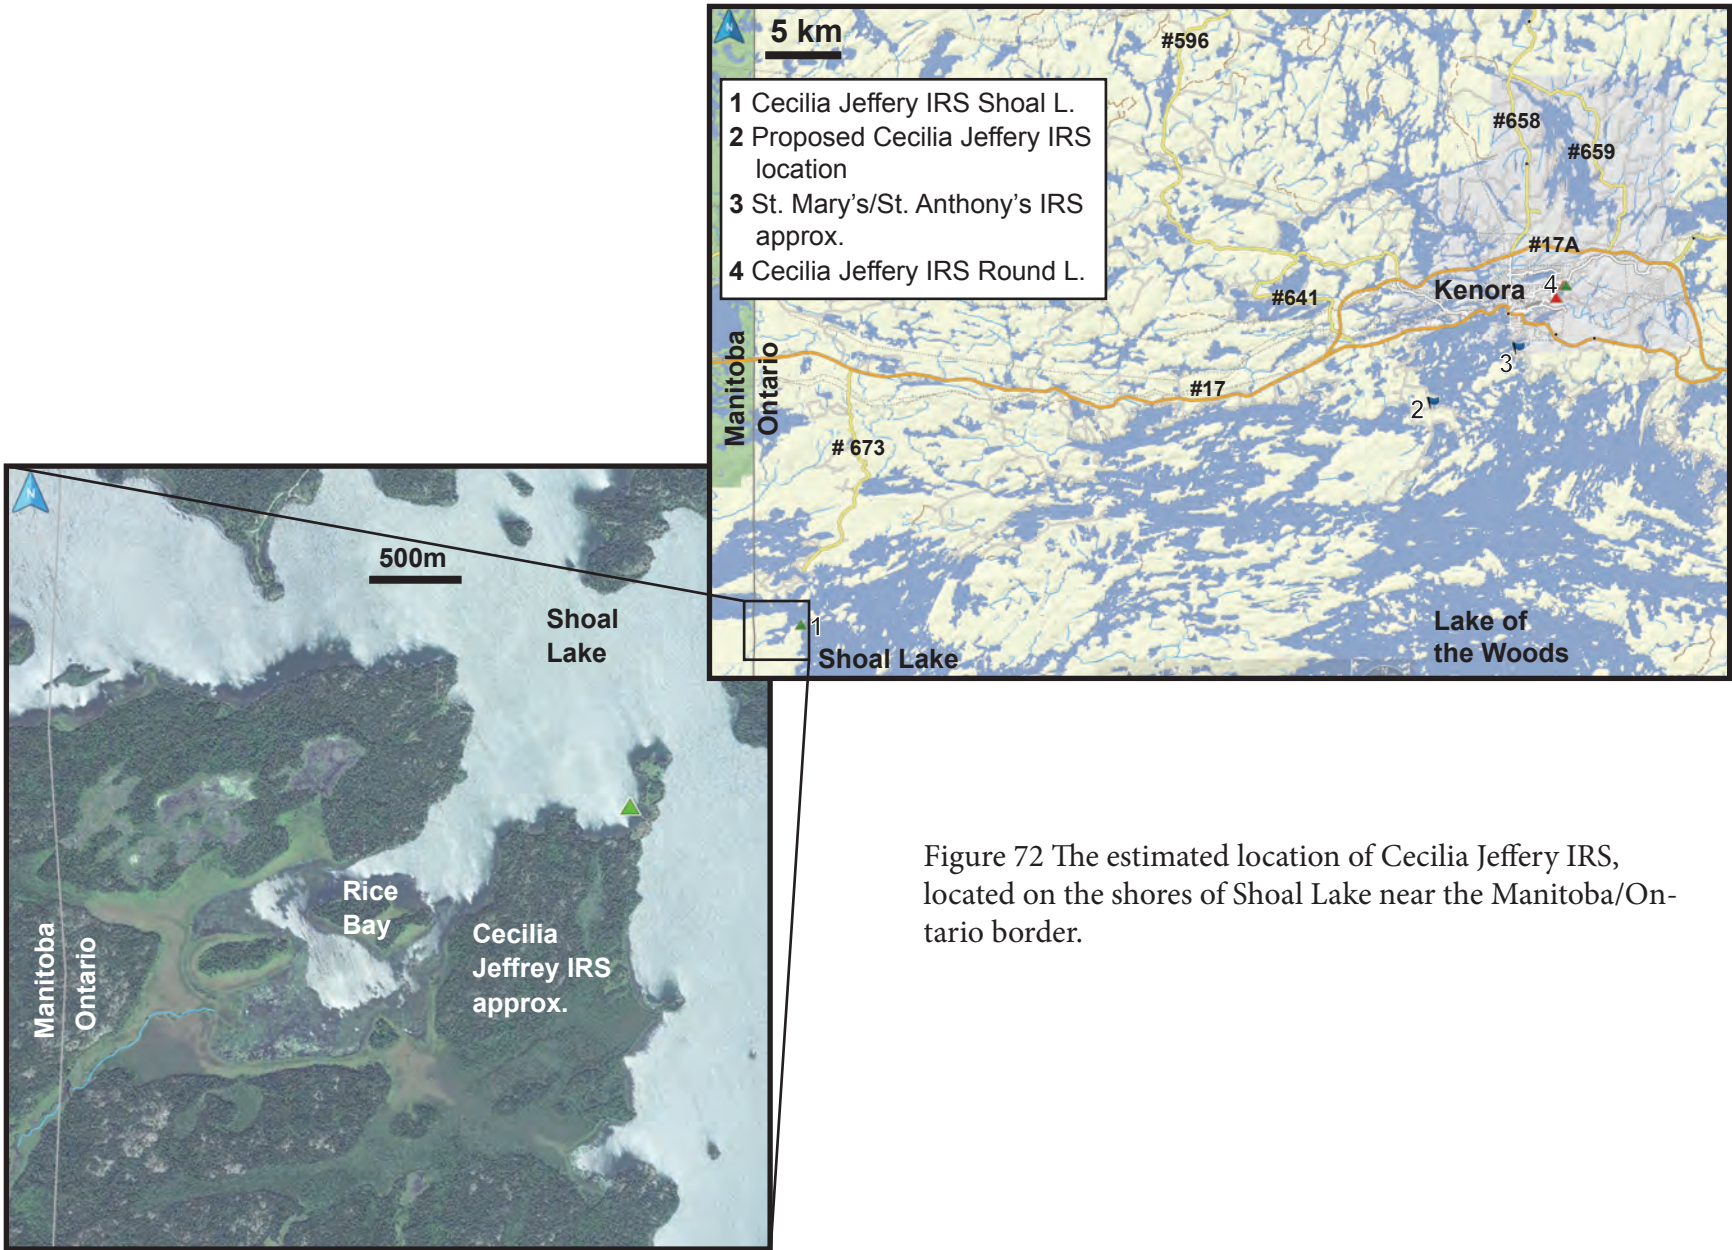 5 km
1 Cecilia Jeffery IRS Shoal L.
2 Proposed Cecilia Jeffery IRS
location
3 St. Mary's/St. Anthony's IRS
approx.
4 Cecilia Jeffery IRS Round L.
#596
#658
#659
#17A
Kenora
4
#641
3
#17
2
Manitoba
Ontario
# 673
1
Shoal Lake
Lake of
the Woods
N
N
500m
Shoal
Lake
Rice
Bay
Cecilia
Jeffrey IRS
approx.
Manitoba
Ontario
Figure 72 The estimated location of Cecilia Jeffery IRS,
located on the shores of Shoal Lake near the Manitoba/On-
tario border.